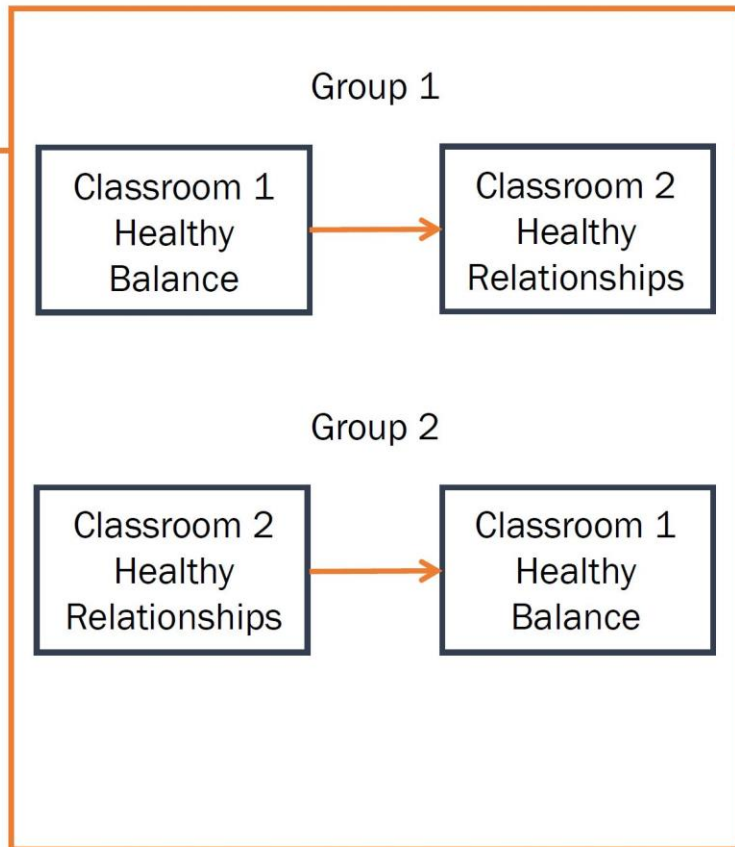 Group 1
Classroom 1
Healthy
Balance
Classroom 2
Healthy
Relationships
Group 2
Classroom 2
Healthy
Relationships
Classroom 1
Healthy
Balance